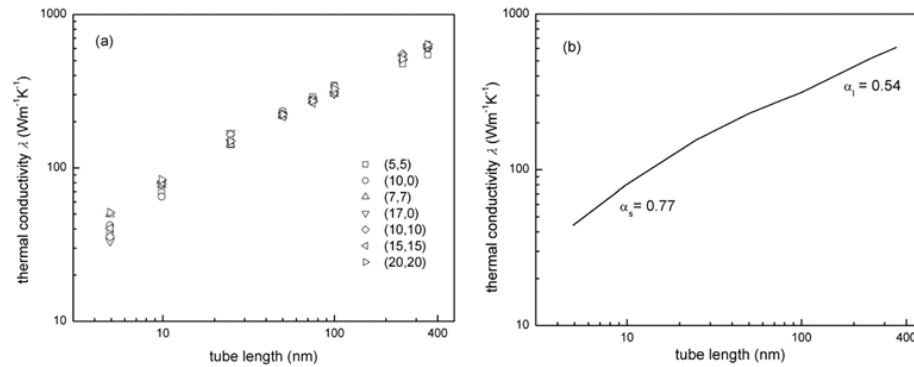 (a)
1000
100
10
thermal conductivity λ (Wm⁻¹K⁻¹)
(5,5)
(10,0)
(7,7)
(17,0)
(10,10)
(15,15)
(20,20)
10
100
400
tube length (nm)
(b)
1000
100
10
thermal conductivity λ (Wm⁻¹K⁻¹)
αₛ= 0.77
αₗ = 0.54
10
100
400
tube length (nm)